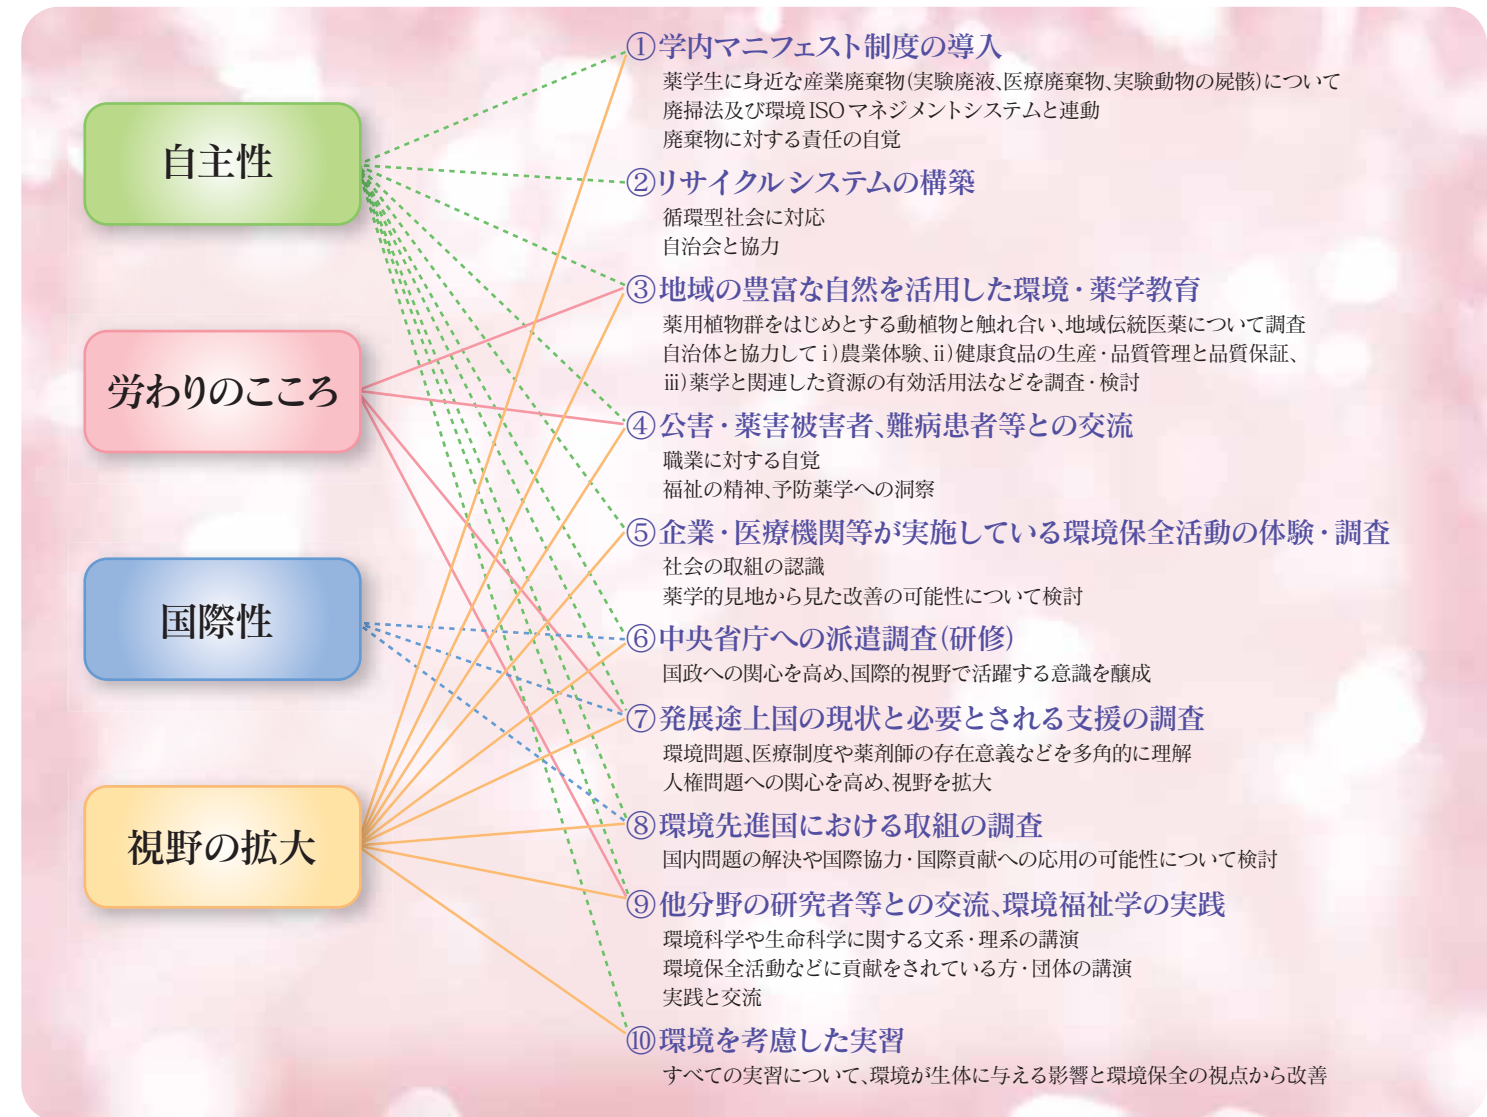 自主性
労わりのこころ
国際性
視野の拡大
①学内マニフェスト制度の導入
薬学生に身近な産業廃棄物(実験廃液、医療廃棄物、実験動物の屍骸)について
廃掃法及び環境ISOマネジメントシステムと連動
廃棄物に対する責任の自覚
②リサイクルシステムの構築
循環型社会に対応
自治会と協力
③地域の豊富な自然を活用した環境・薬学教育
薬用植物群をはじめとする動植物と触れ合い、地域伝統医薬について調査
自治体と協力してⅰ)農業体験、ⅱ)健康食品の生産・品質管理と品質保証、
ⅲ)薬学と関連した資源の有効活用法などを調査・検討
④公害・薬害被害者、難病患者等との交流
職業に対する自覚
福祉の精神、予防薬学への洞察
⑤企業・医療機関等が実施している環境保全活動の体験・調査
社会の取組の認識
薬学的見地から見た改善の可能性について検討
⑥中央省庁への派遣調査(研修)
国政への関心を高め、国際的視野で活躍する意識を醸成
⑦発展途上国の現状と必要とされる支援の調査
環境問題、医療制度や薬剤師の存在意義などを多角的に理解
人権問題への関心を高め、視野を拡大
⑧環境先進国における取組の調査
国内問題の解決や国際協力・国際貢献への応用の可能性について検討
⑨他分野の研究者等との交流、環境福祉学の実践
環境科学や生命科学に関する文系・理系の講演
環境保全活動などに貢献をされている方・団体の講演
実践と交流
⑩環境を考慮した実習
すべての実習について、環境が生体に与える影響と環境保全の視点から改善